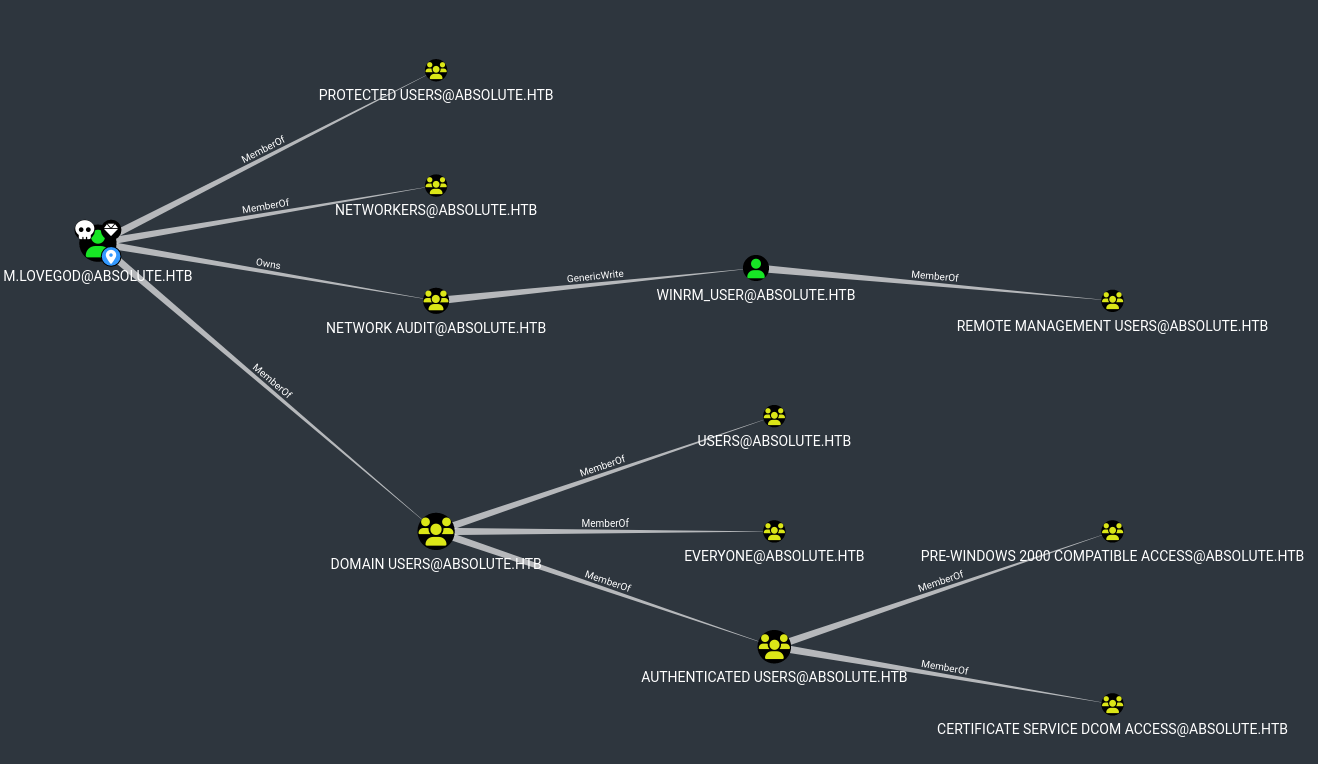 PROTECTED USERS@ABSOLUTE.HTB
MemberOf
NETWORKERS@ABSOLUTE.HTB
MemberOf
M.LOVEGOD@ABSOLUTE.HTB
Owns
NETWORK AUDIT@ABSOLUTE.HTB
GenericWrite
WINRM_USER@ABSOLUTE.HTB
MemberOf
REMOTE MANAGEMENT USERS@ABSOLUTE.HTB
MemberOf
USERS@ABSOLUTE.HTB
MemberOf
MemberOf
EVERYONE@ABSOLUTE.HTB
DOMAIN USERS@ABSOLUTE.HTB
MemberOf
PRE-WINDOWS 2000 COMPATIBLE ACCESS@ABSOLUTE.HTB
MemberOf
AUTHENTICATED USERS@ABSOLUTE.HTB
MemberOf
CERTIFICATE SERVICE DCOM ACCESS@ABSOLUTE.HTB